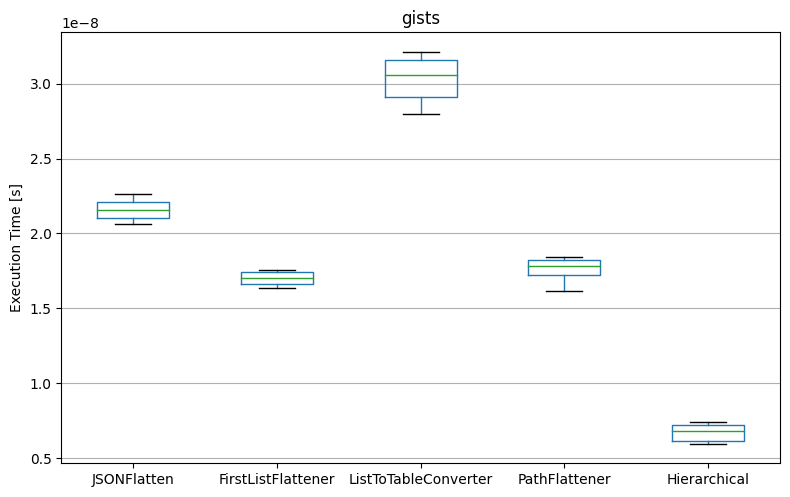 gists
1e−8
Execution Time [s]
3.0
2.5
2.0
1.5
1.0
0.5
JSONFlatten FirstListFlattener ListToTableConverter PathFlattener Hierarchical